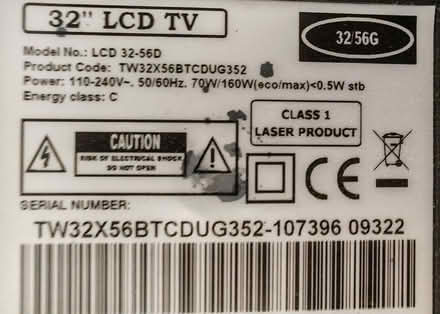 32" LCD TV
32/56G
Model No.: LCD 32-56D
Product Code: TW32X56BTCDUG352
Power: 110-240V~. 50/60Hz. 70W/160W(eco/max)<0.5W stb
Energy class: C
CLASS 1
LASER PRODUCT
CAUTION
RISK OF ELECTRICAL SHOCK
DO NOT OPEN
CE
SERIAL NUMBER:
TW32X56BTCDUG352-107396 09322